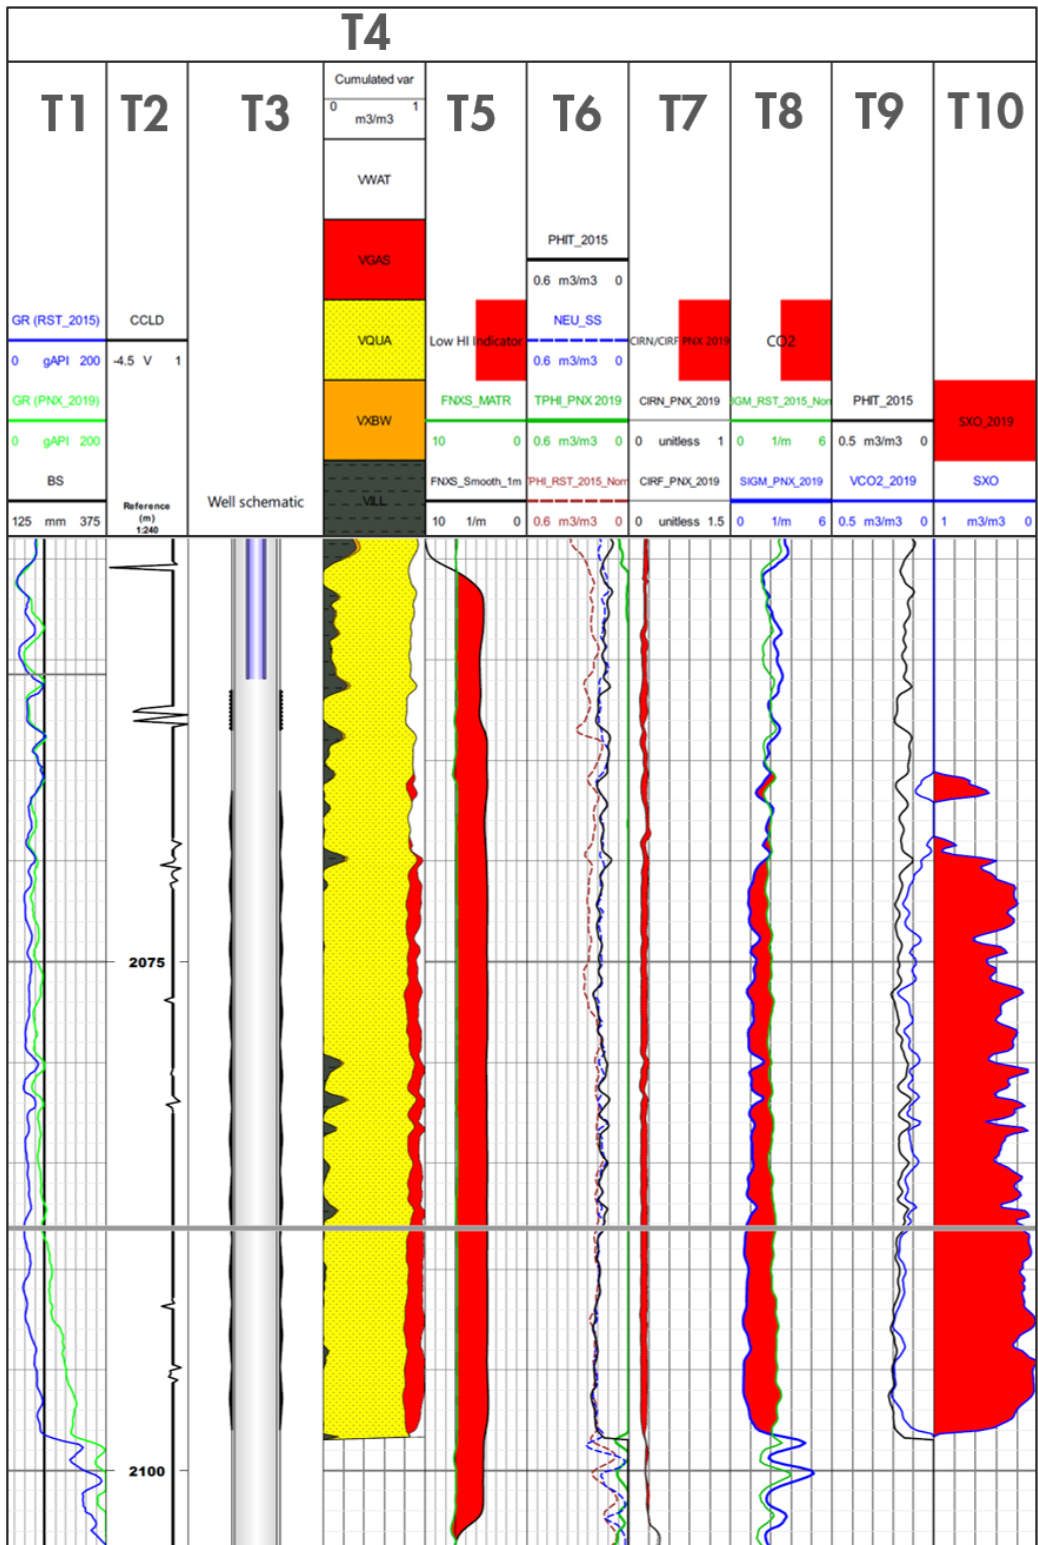 T4
T1
T2
T3
Cumulated var
0 1
m3/m3
T5
T6
T7
T8
T9
T10
VWAT
VGAS
VQUA
VXBW
VILL
GR (RST_2015)
0 gAPI 200
GR (PNX_2019)
0 gAPI 200
BS
125 mm 375
CCLD
-4.5 V 1
Reference
(m)
1:240
Well schematic
Low HI Indicator
FNXS_MATR
10 0
FNXS_Smooth_1m
10 1/m 0
PHIT_2015
0.6 m3/m3 0
NEU_SS
0.6 m3/m3 0
TPHI_PNX 2019
0.6 m3/m3 0
PHI_RST_2015_Norr
0.6 m3/m3 0
CIRN/CIRF PNX 2019
CIRN_PNX_2019
0 unitless 1
CIRF_PNX_2019
0 unitless 1.5
CO2
IGM_RST_2015_Nor
0 1/m 6
SIGM_PNX_2019
0 1/m 6
PHIT_2015
0.5 m3/m3 0
VCO2_2019
0.5 m3/m3 0
SXO_2019
SXO
1 m3/m3 0
2075
2100